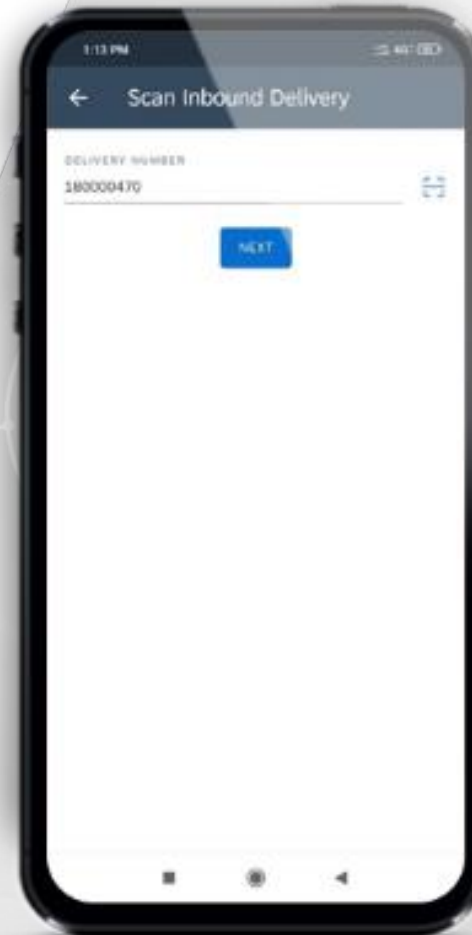 1:13 PM
Scan Inbound Delivery
DELIVERY NUMBER
180000470
NEXT